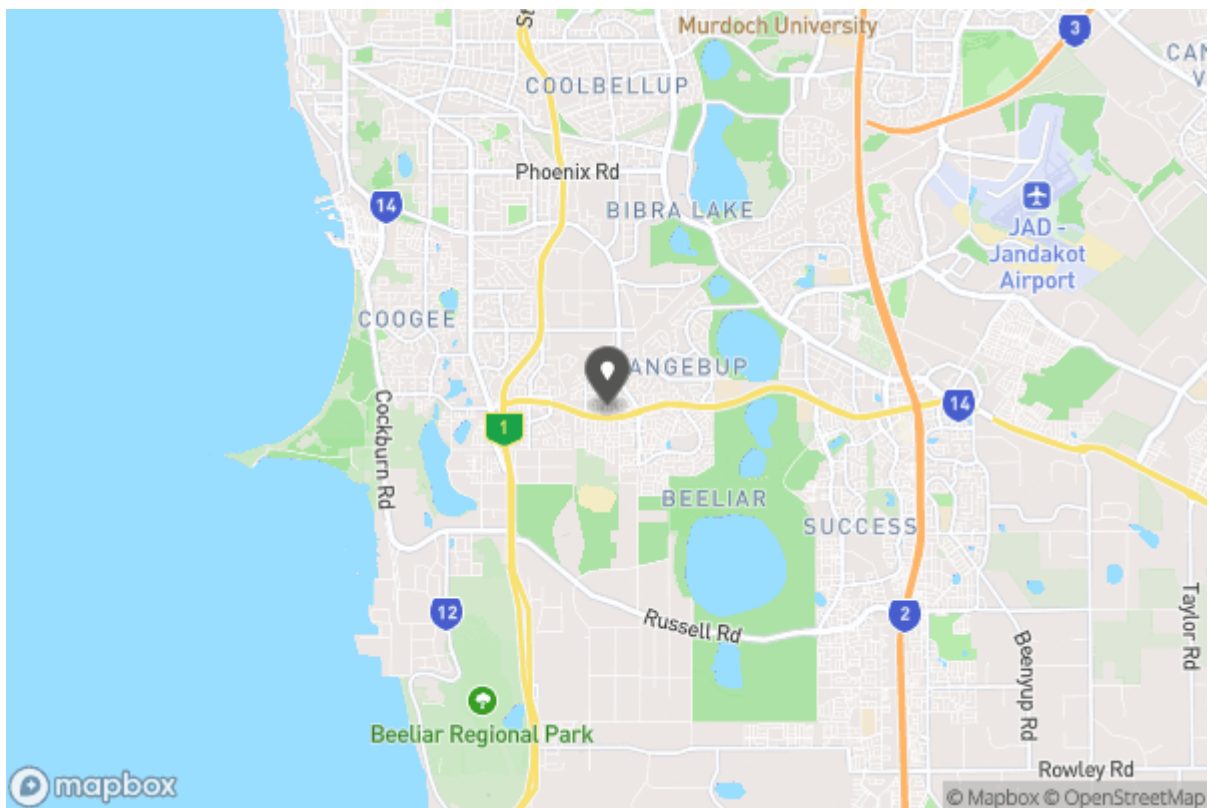 Murdoch University
3
COOLBELLUP
Phoenix Rd
14
BIBRA LAKE
JAD -
Jandakot
Airport
COOGEE
ANGEBUP
14
1
Cockburn Rd
BEELIAR
SUCCESS
12
Russell Rd
2
Taylor Rd
Beenyup Rd
Beeliar Regional Park
Rowley Rd
mapbox
© Mapbox © OpenStreetMap